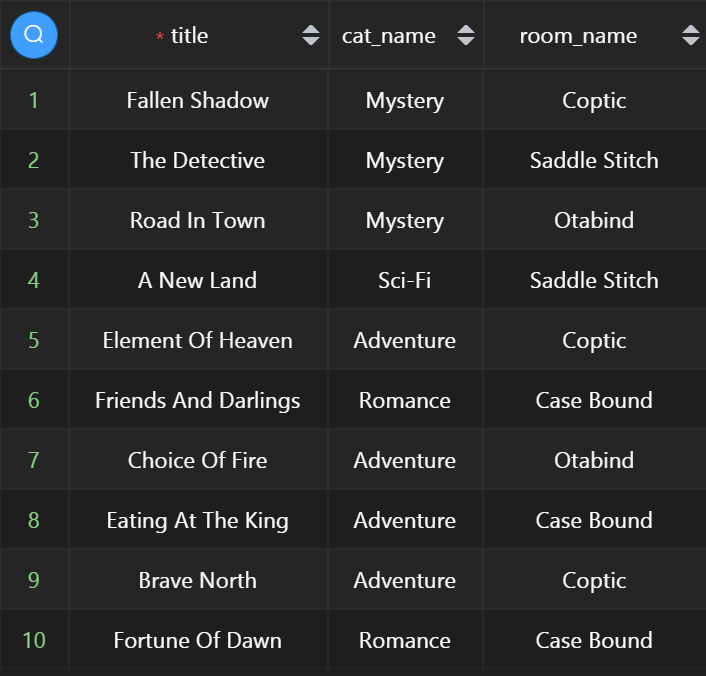 * title cat_name room_name
1 Fallen Shadow Mystery Coptic
2 The Detective Mystery Saddle Stitch
3 Road In Town Mystery Otabind
4 A New Land Sci-Fi Saddle Stitch
5 Element Of Heaven Adventure Coptic
6 Friends And Darlings Romance Case Bound
7 Choice Of Fire Adventure Otabind
8 Eating At The King Adventure Case Bound
9 Brave North Adventure Coptic
10 Fortune Of Dawn Romance Case Bound